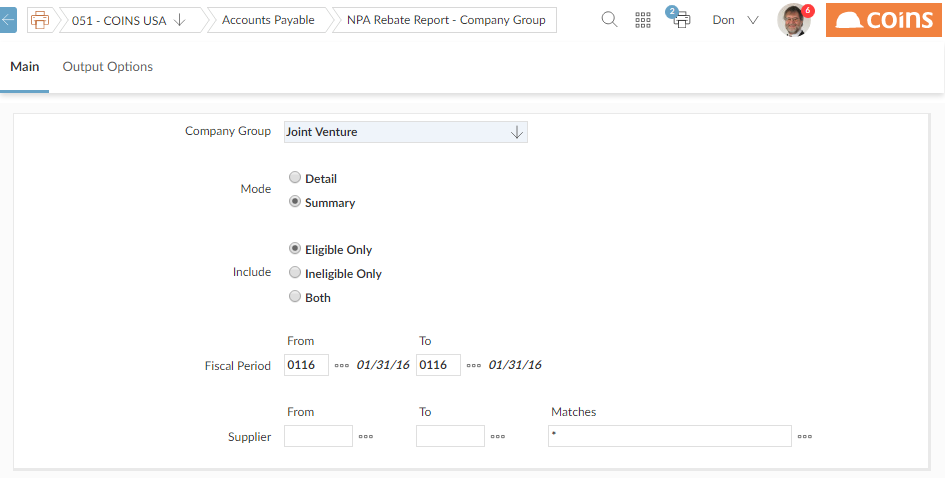 051 - COINS USA Accounts Payable NPA Rebate Report - Company Group 2 Don 6 coins
Main Output Options
Company Group Joint Venture
Mode
Detail
Summary
Include
Eligible Only
Ineligible Only
Both
From To
Fiscal Period 0116 01/31/16 0116 01/31/16
From To Matches
Supplier *